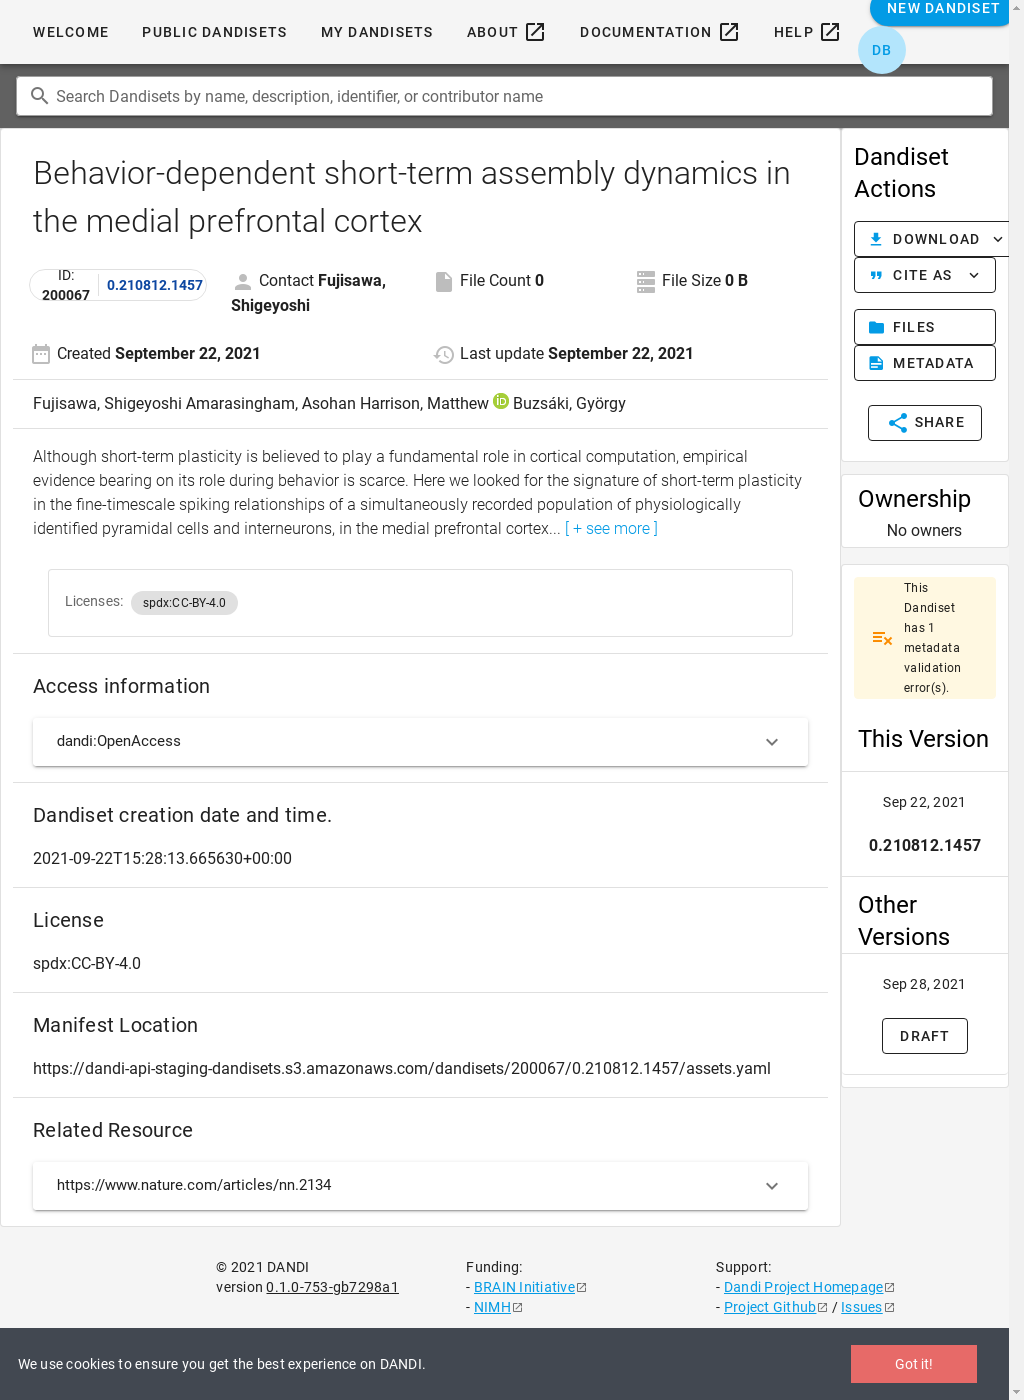 WELCOME PUBLIC DANDISETS MY DANDISETS ABOUT DOCUMENTATION HELP NEW DANDISET
DB
Search Dandisets by name, description, identifier, or contributor name
Behavior-dependent short-term assembly dynamics in
the medial prefrontal cortex
ID:
200067
0.210812.1457
Contact Fujisawa,
Shigeyoshi
File Count 0
File Size 0 B
Created September 22, 2021
Last update September 22, 2021
Fujisawa, Shigeyoshi Amarasingham, Asohan Harrison, Matthew iD Buzsáki, György
Although short-term plasticity is believed to play a fundamental role in cortical computation, empirical
evidence bearing on its role during behavior is scarce. Here we looked for the signature of short-term plasticity
in the fine-timescale spiking relationships of a simultaneously recorded population of physiologically
identified pyramidal cells and interneurons, in the medial prefrontal cortex... [ + see more ]
Licenses: spdx:CC-BY-4.0
Access information
dandi:OpenAccess
Dandiset creation date and time.
2021-09-22T15:28:13.665630+00:00
License
spdx:CC-BY-4.0
Manifest Location
https://dandi-api-staging-dandisets.s3.amazonaws.com/dandisets/200067/0.210812.1457/assets.yaml
Related Resource
https://www.nature.com/articles/nn.2134
Dandiset
Actions
DOWNLOAD
CITE AS
FILES
METADATA
SHARE
Ownership
No owners
This
Dandiset
has 1
metadata
validation
error(s).
This Version
Sep 22, 2021
0.210812.1457
Other
Versions
Sep 28, 2021
DRAFT
© 2021 DANDI
version 0.1.0-753-gb7298a1
Funding:
- BRAIN Initiative
- NIMH
Support:
- Dandi Project Homepage
- Project Github / Issues
We use cookies to ensure you get the best experience on DANDI.
Got it!